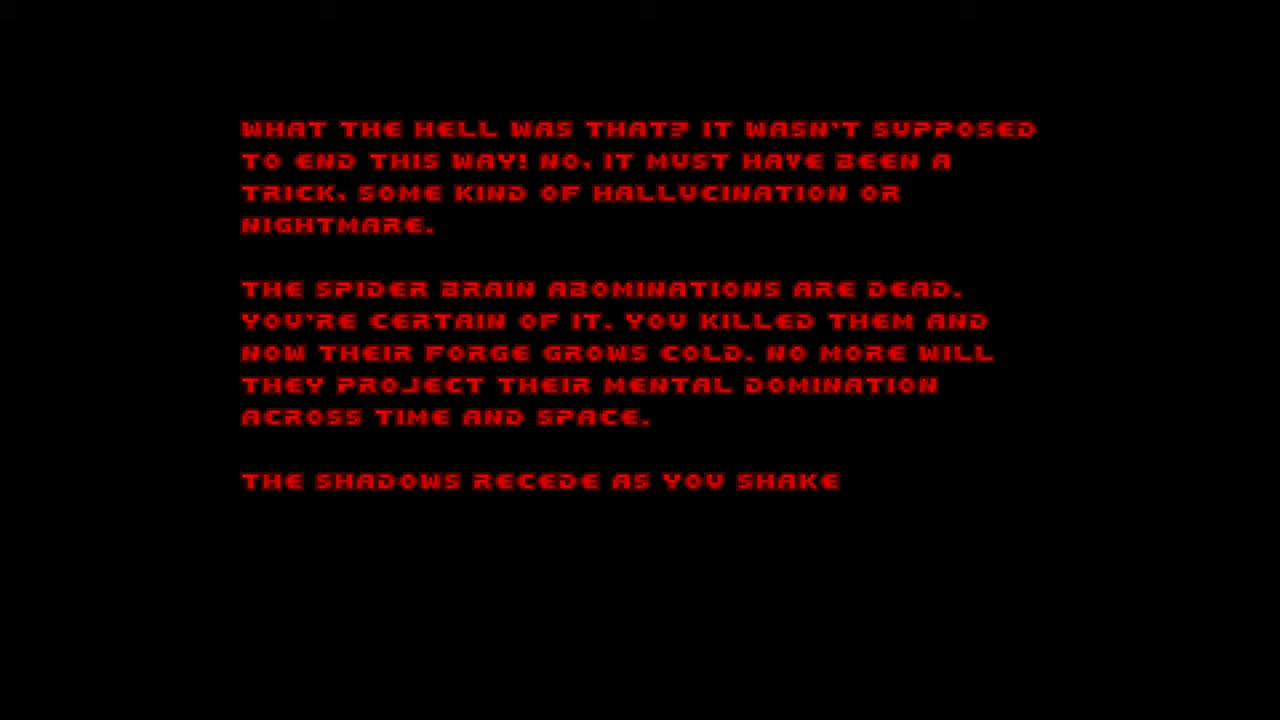 WHAT THE HELL WAS THAT? IT WASN'T SUPPOSED
TO END THIS WAY! NO, IT MUST HAVE BEEN A
TRICK, SOME KIND OF HALLUCINATION OR
NIGHTMARE.
THE SPIDER BRAIN ABOMINATIONS ARE DEAD.
YOU'RE CERTAIN OF IT. YOU KILLED THEM AND
NOW THEIR FORGE GROWS COLD. NO MORE WILL
THEY PROJECT THEIR MENTAL DOMINATION
ACROSS TIME AND SPACE.
THE SHADOWS RECEDE AS YOU SHAKE